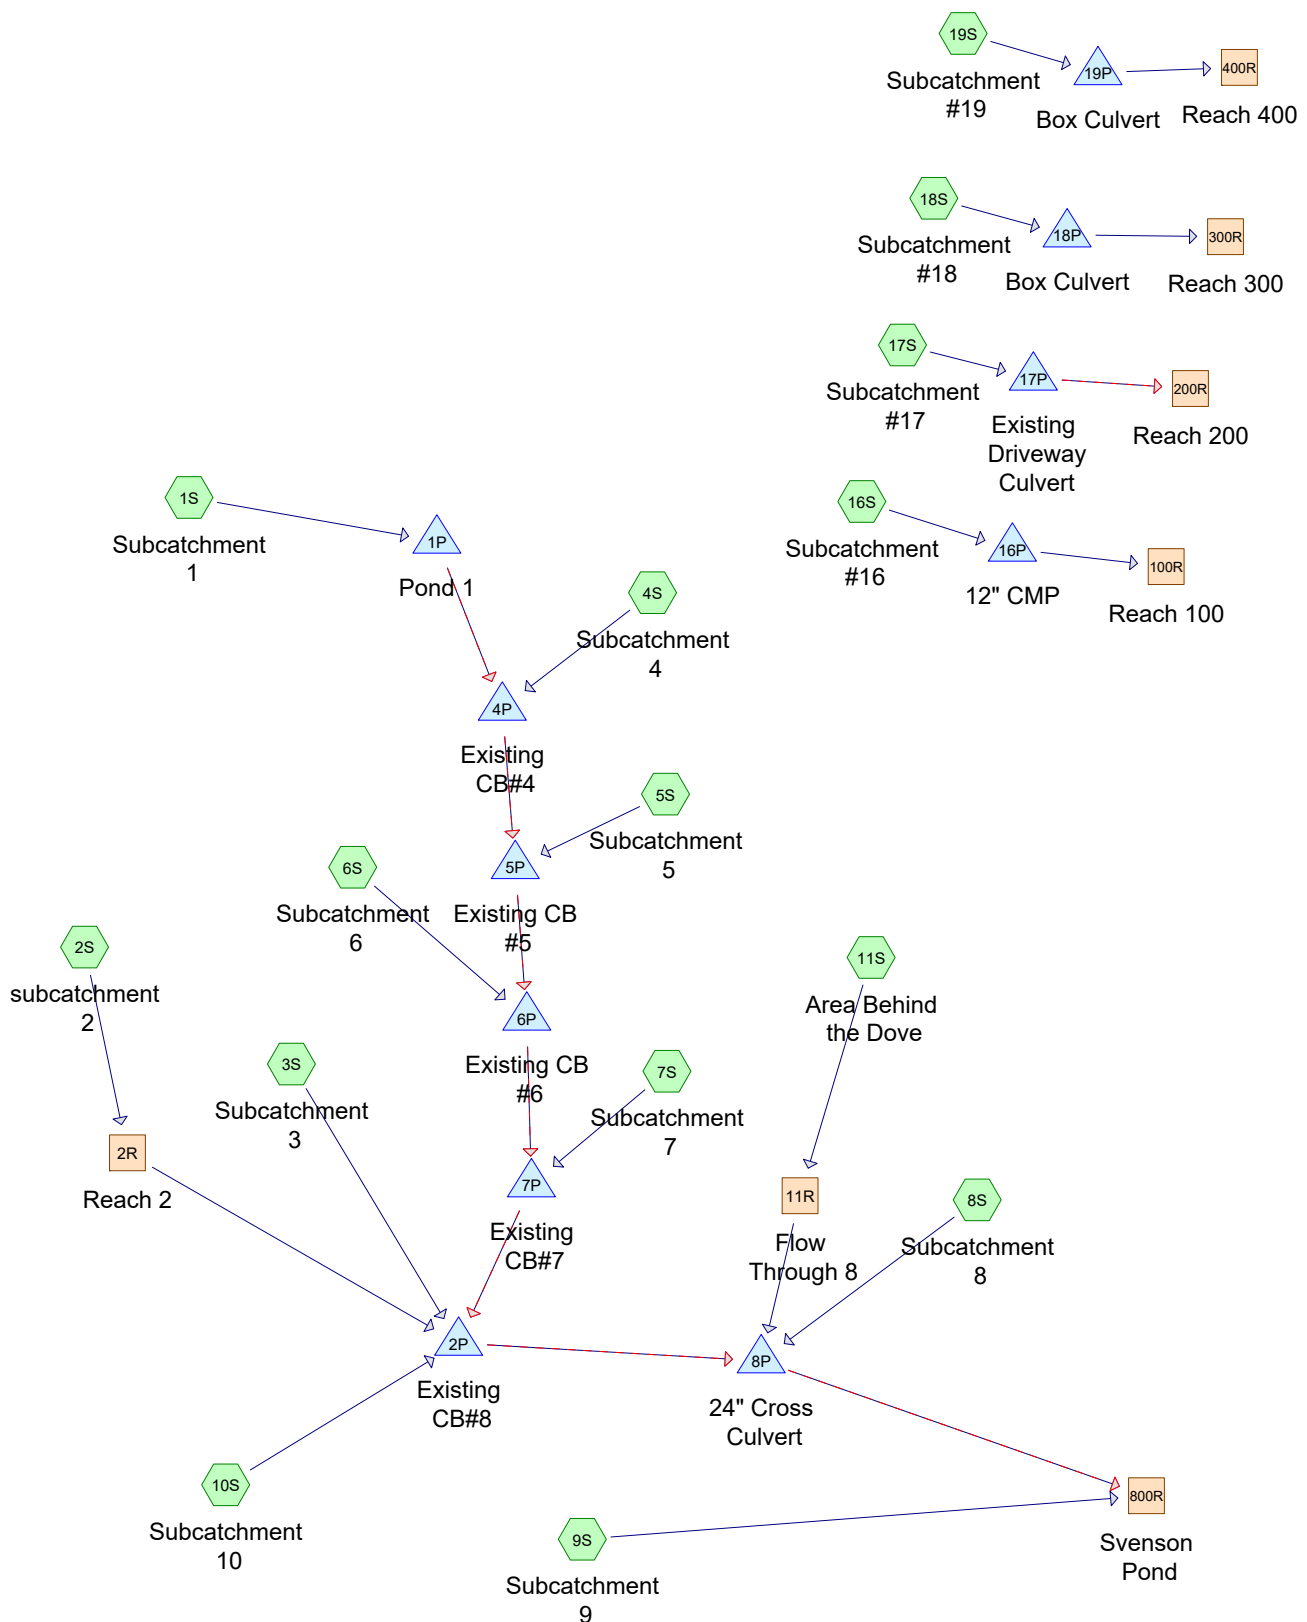 19S
Subcatchment
#19
19P
Box Culvert
400R
Reach 400
18S
Subcatchment
#18
18P
Box Culvert
300R
Reach 300
17S
Subcatchment
#17
17P
Existing
Driveway
Culvert
200R
Reach 200
16S
Subcatchment
#16
16P
12" CMP
100R
Reach 100
1S
Subcatchment
1
1P
Pond 1
4S
Subcatchment
4
4P
Existing
CB#4
5S
Subcatchment
5
5P
Existing CB
#5
6S
Subcatchment
6
6P
Existing CB
#6
2S
subcatchment
2
3S
Subcatchment
3
7S
Subcatchment
7
11S
Area Behind
the Dove
2R
Reach 2
7P
Existing
CB#7
11R
Flow
Through 8
8S
Subcatchment
8
2P
Existing
CB#8
8P
24" Cross
Culvert
10S
Subcatchment
10
9S
Subcatchment
9
800R
Svenson
Pond